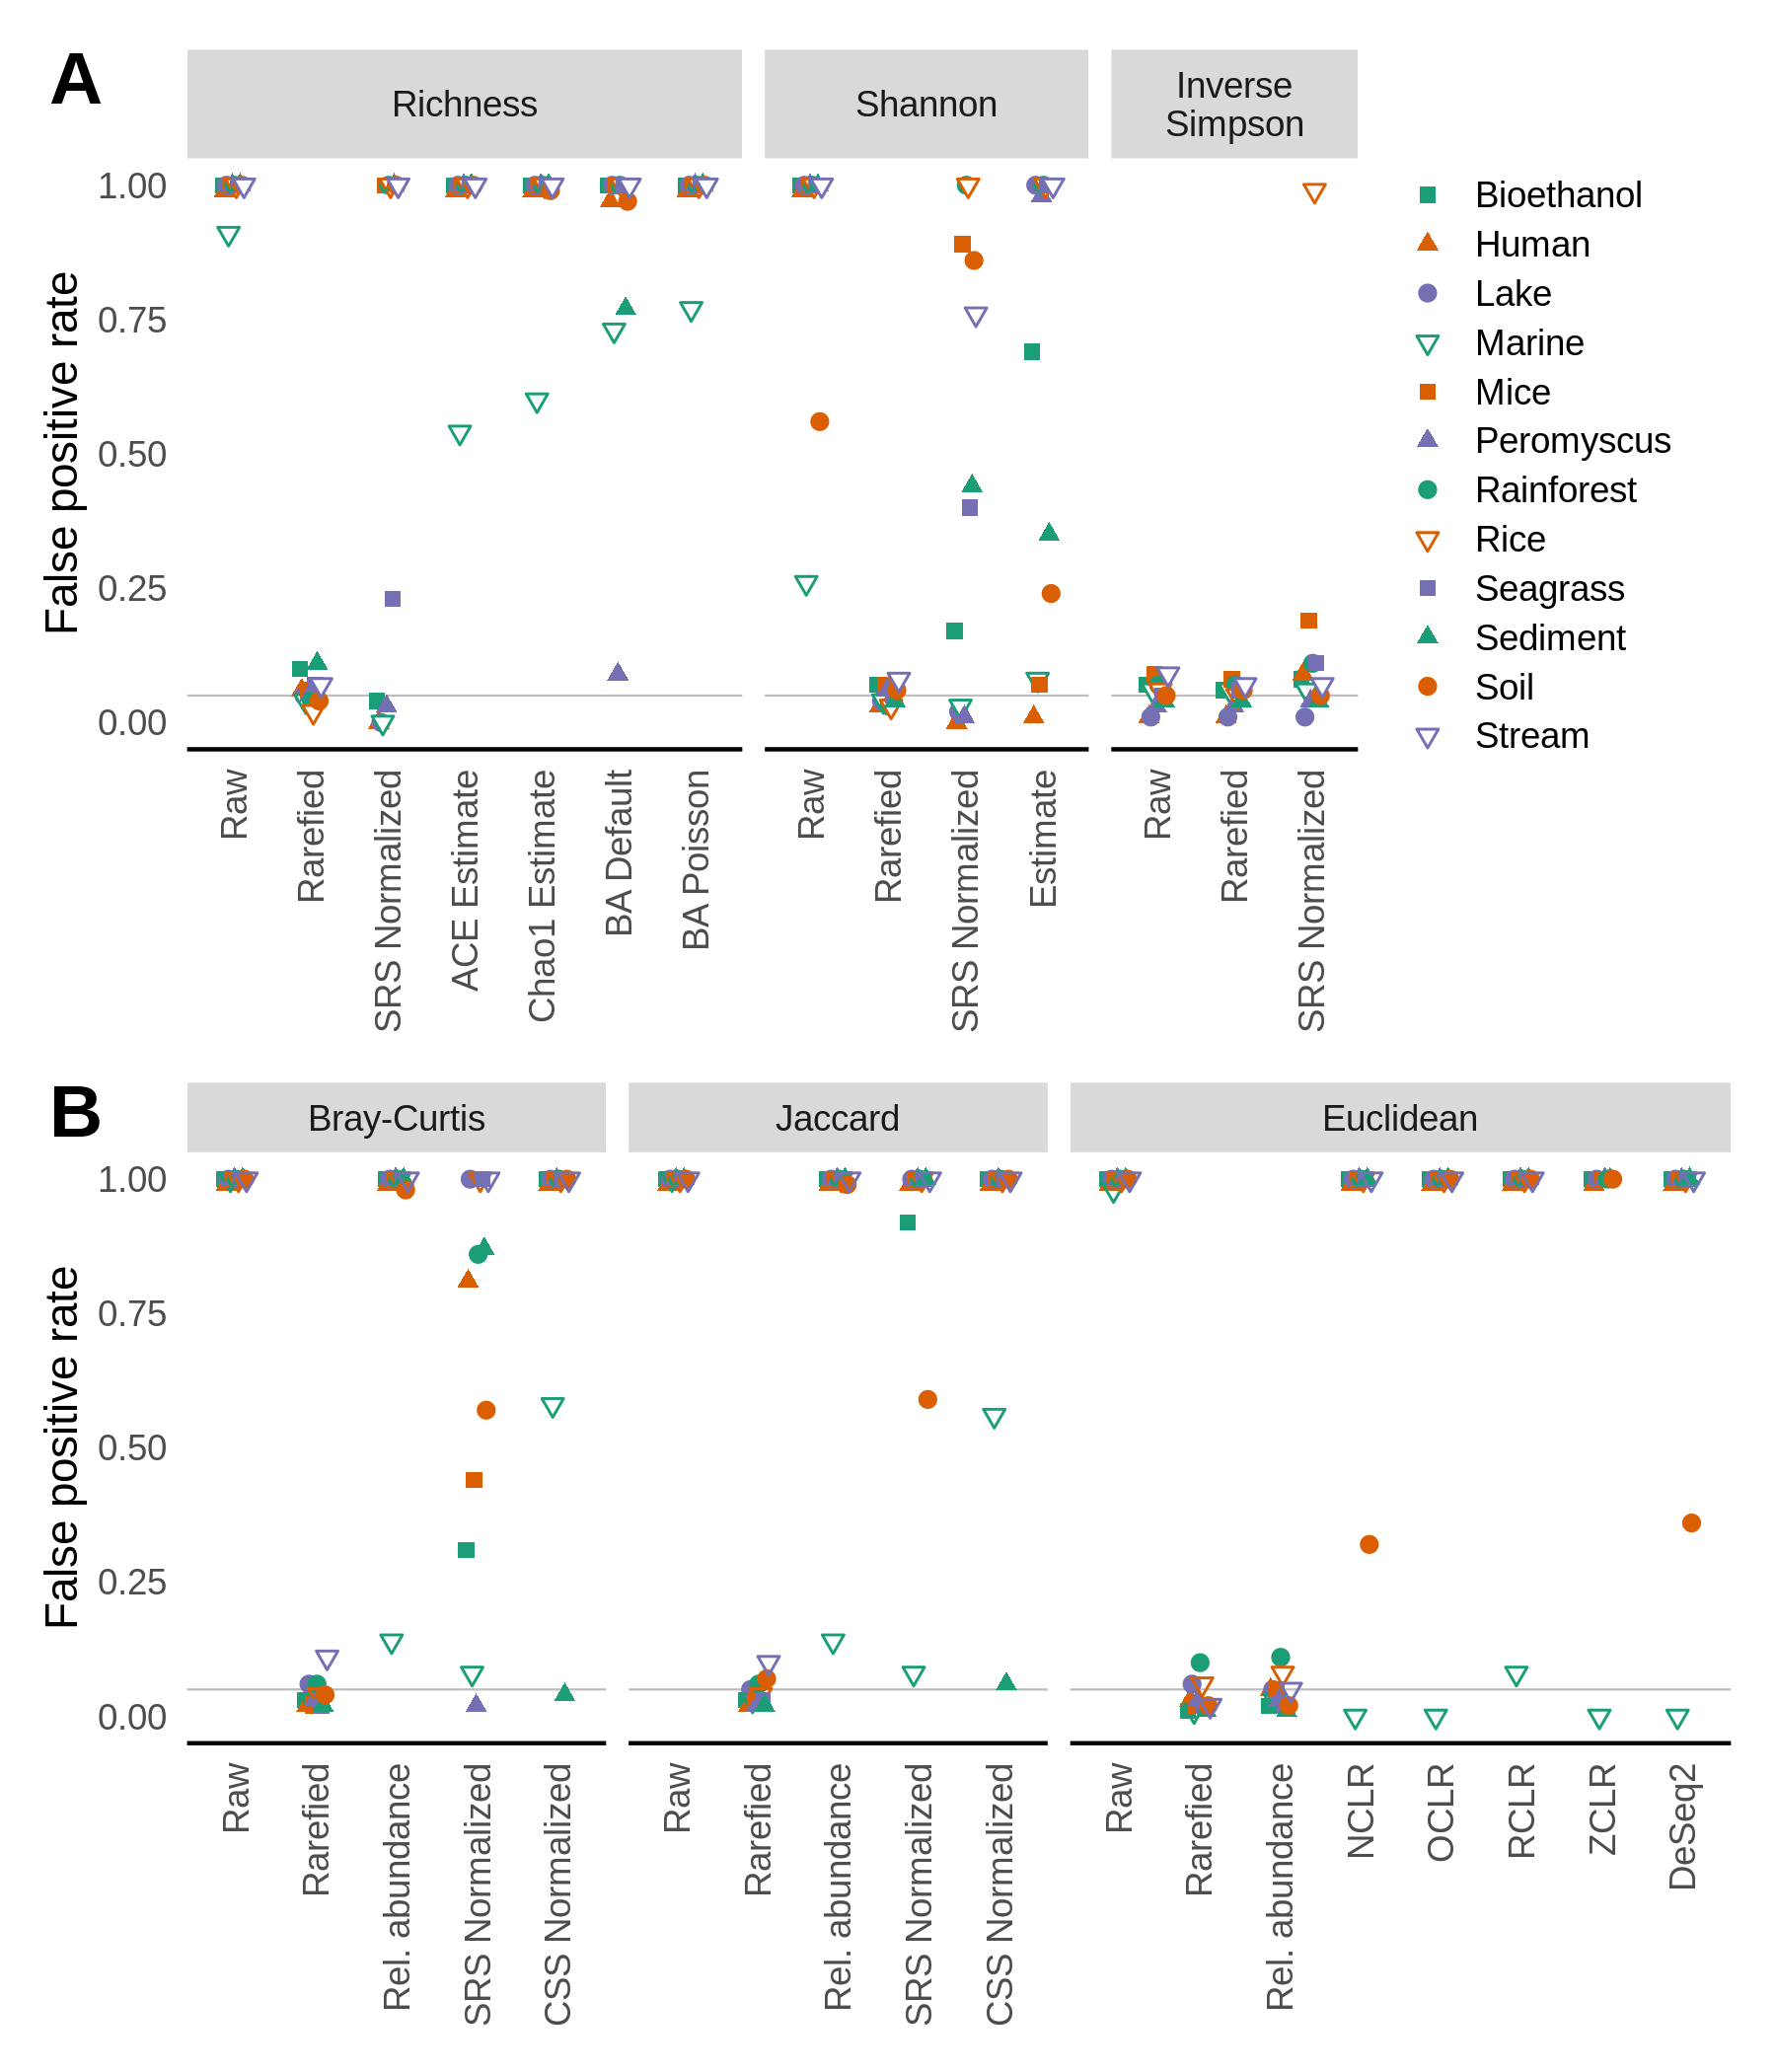 A
Richness
Shannon
Inverse
Simpson
False positive rate
1.00
0.75
0.50
0.25
0.00
Raw
Rarefied
SRS Normalized
ACE Estimate
Chao1 Estimate
BA Default
BA Poisson
Raw
Rarefied
SRS Normalized
Estimate
Raw
Rarefied
SRS Normalized
Bioethanol
Human
Lake
Marine
Mice
Peromyscus
Rainforest
Rice
Seagrass
Sediment
Soil
Stream
B
Bray-Curtis
Jaccard
Euclidean
False positive rate
1.00
0.75
0.50
0.25
0.00
Raw
Rarefied
Rel. abundance
SRS Normalized
CSS Normalized
Raw
Rarefied
Rel. abundance
SRS Normalized
CSS Normalized
Raw
Rarefied
Rel. abundance
NCLR
OCLR
RCLR
ZCLR
DeSeq2